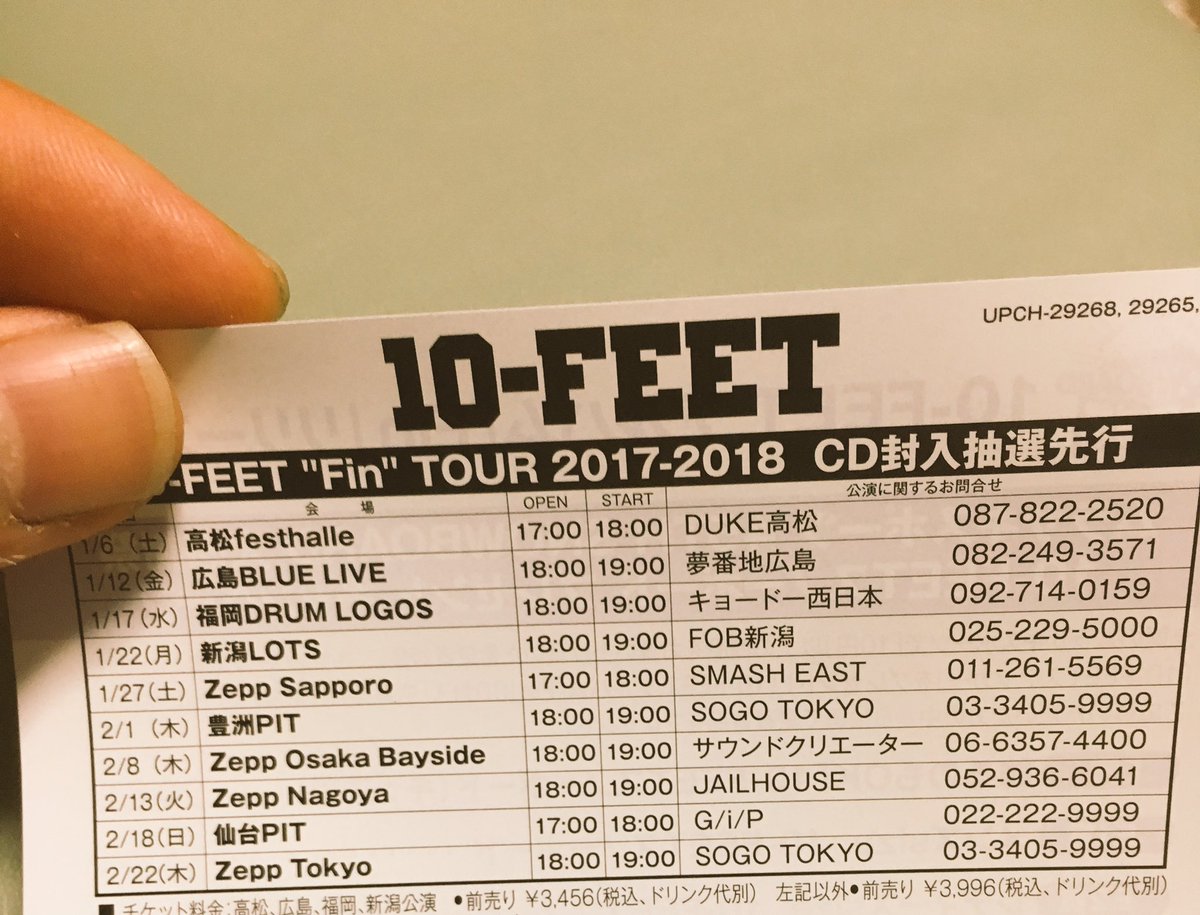 UPCH-29268, 29265,
10-FEET
-FEET "Fin" TOUR 2017-2018 CD封入抽選先行
会場 OPEN START 公演に関するお問合せ
1/6 (土) 高松festhalle 17:00 18:00 DUKE高松 087-822-2520
1/12(金) 広島BLUE LIVE 18:00 19:00 夢番地広島 082-249-3571
1/17(水) 福岡DRUM LOGOS 18:00 19:00 キョードー西日本 092-714-0159
1/22(月) 新潟LOTS 18:00 19:00 FOB新潟 025-229-5000
1/27(土) Zepp Sapporo 17:00 18:00 SMASH EAST 011-261-5569
2/1 (木) 豊洲PIT 18:00 19:00 SOGO TOKYO 03-3405-9999
2/8 (木) Zepp Osaka Bayside 18:00 19:00 サウンドクリエーター 06-6357-4400
2/13(火) Zepp Nagoya 18:00 19:00 JAILHOUSE 052-936-6041
2/18(日) 仙台PIT 17:00 18:00 G/i/P 022-222-9999
2/22(木) Zepp Tokyo 18:00 19:00 SOGO TOKYO 03-3405-9999
■ チケット料金:高松、広島、福岡、新潟公演 ●前売り ¥3,456(税込、ドリンク代別) 左記以外●前売り ¥3,996(税込、ドリンク代別)